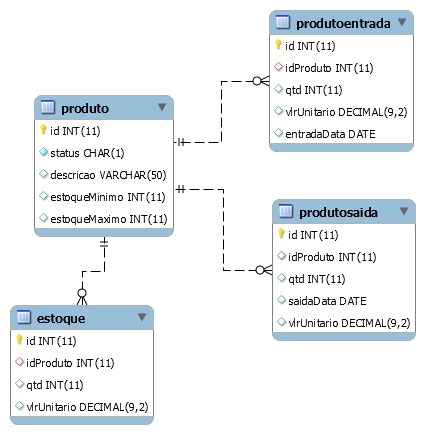 produtoentrada
id INT(11)
idProduto INT(11)
qtd INT(11)
vlrUnitario DECIMAL(9,2)
entradaData DATE
produto
id INT(11)
status CHAR(1)
descricao VARCHAR(50)
estoqueMinimo INT(11)
estoqueMaximo INT(11)
produtosaida
id INT(11)
idProduto INT(11)
qtd INT(11)
saidaData DATE
vlrUnitario DECIMAL(9,2)
estoque
id INT(11)
idProduto INT(11)
qtd INT(11)
vlrUnitario DECIMAL(9,2)